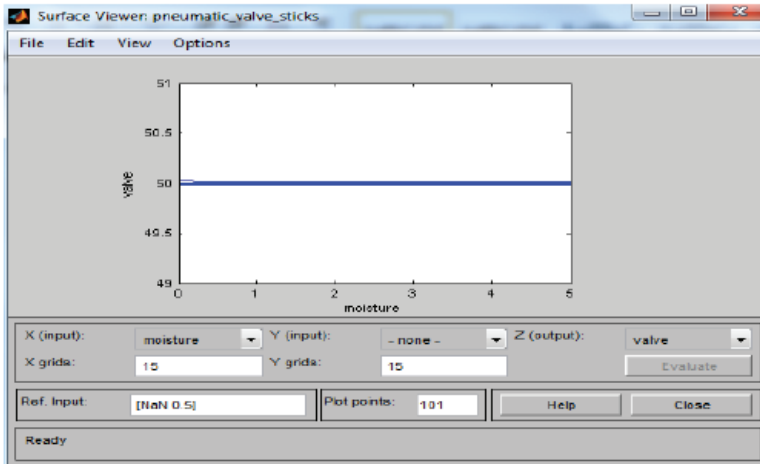 Surface Viewer: pneumatic_valve_sticks
File Edit View Options
51
50.5
50
49.5
49
valve
0 1 2 3 4 5
moisture
X (input): moisture Y (input): - none - Z (output): valve
X grids: 15 Y grids: 15 Evaluate
Ref. Input: [NaN 0.5] Plot points: 101 Help Close
Ready